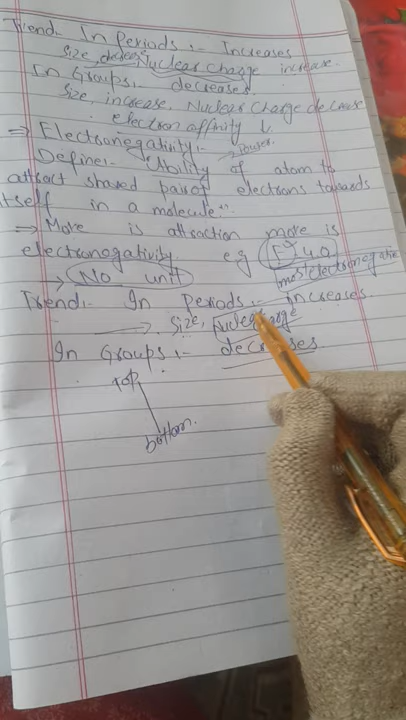 Trend. In Periods :- Increases
Size, decrease Nuclear Charge increase.
In Groups, decreases.
Size, increase, Nuclear Charge decrease
electron affinity ↓
⇒ Electronegativity:-
Power
Define:- Ability of atom to
attract shared pair of electrons towards
itself in a molecule".
⇒ More is attraction more is
electronegativity. eg F 4.0
most electronegative
→ No unit
Trend:- In Periods :- increases.
→ Size, Nuclear Charge
In Groups :- decreases.
top
bottom.